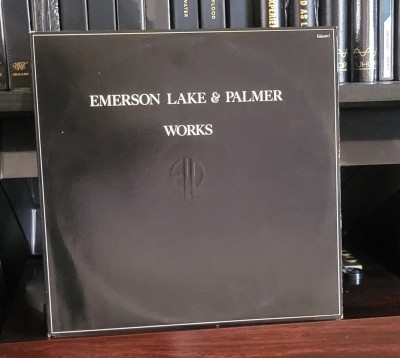 Volume 1
EMERSON LAKE & PALMER
WORKS